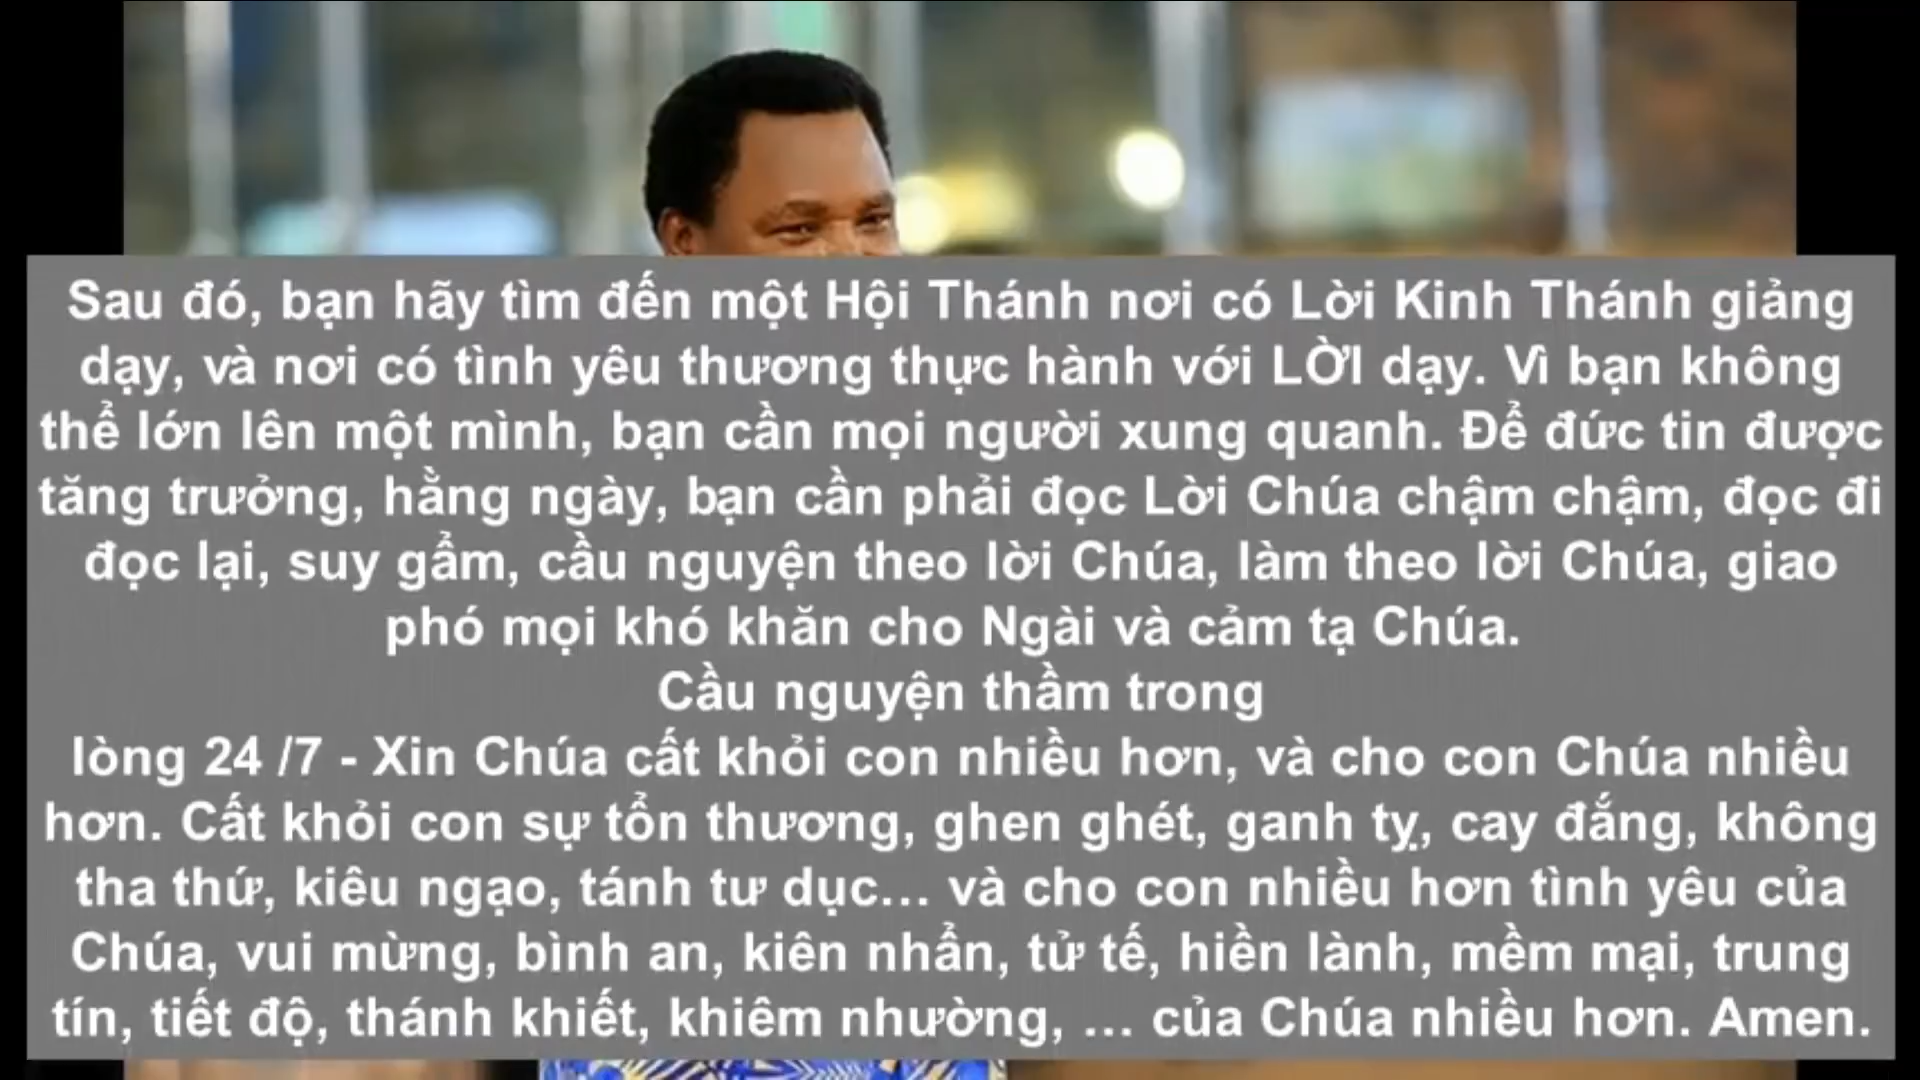 Sau đó, bạn hãy tìm đến một Hội Thánh nơi có Lời Kinh Thánh giảng
dạy, và nơi có tình yêu thương thực hành với LỜI dạy. Vì bạn không
thể lớn lên một mình, bạn cần mọi người xung quanh. Để đức tin được
tăng trưởng, hằng ngày, bạn cần phải đọc Lời Chúa chậm chậm, đọc đi
đọc lại, suy gẩm, cầu nguyện theo lời Chúa, làm theo lời Chúa, giao
phó mọi khó khăn cho Ngài và cảm tạ Chúa.
Cầu nguyện thầm trong
lòng 24 /7 - Xin Chúa cất khỏi con nhiều hơn, và cho con Chúa nhiều
hơn. Cất khỏi con sự tổn thương, ghen ghét, ganh tỵ, cay đắng, không
tha thứ, kiêu ngạo, tánh tư dục... và cho con nhiều hơn tình yêu của
Chúa, vui mừng, bình an, kiên nhẩn, tử tế, hiền lành, mềm mại, trung
tín, tiết độ, thánh khiết, khiêm nhường, ... của Chúa nhiều hơn. Amen.